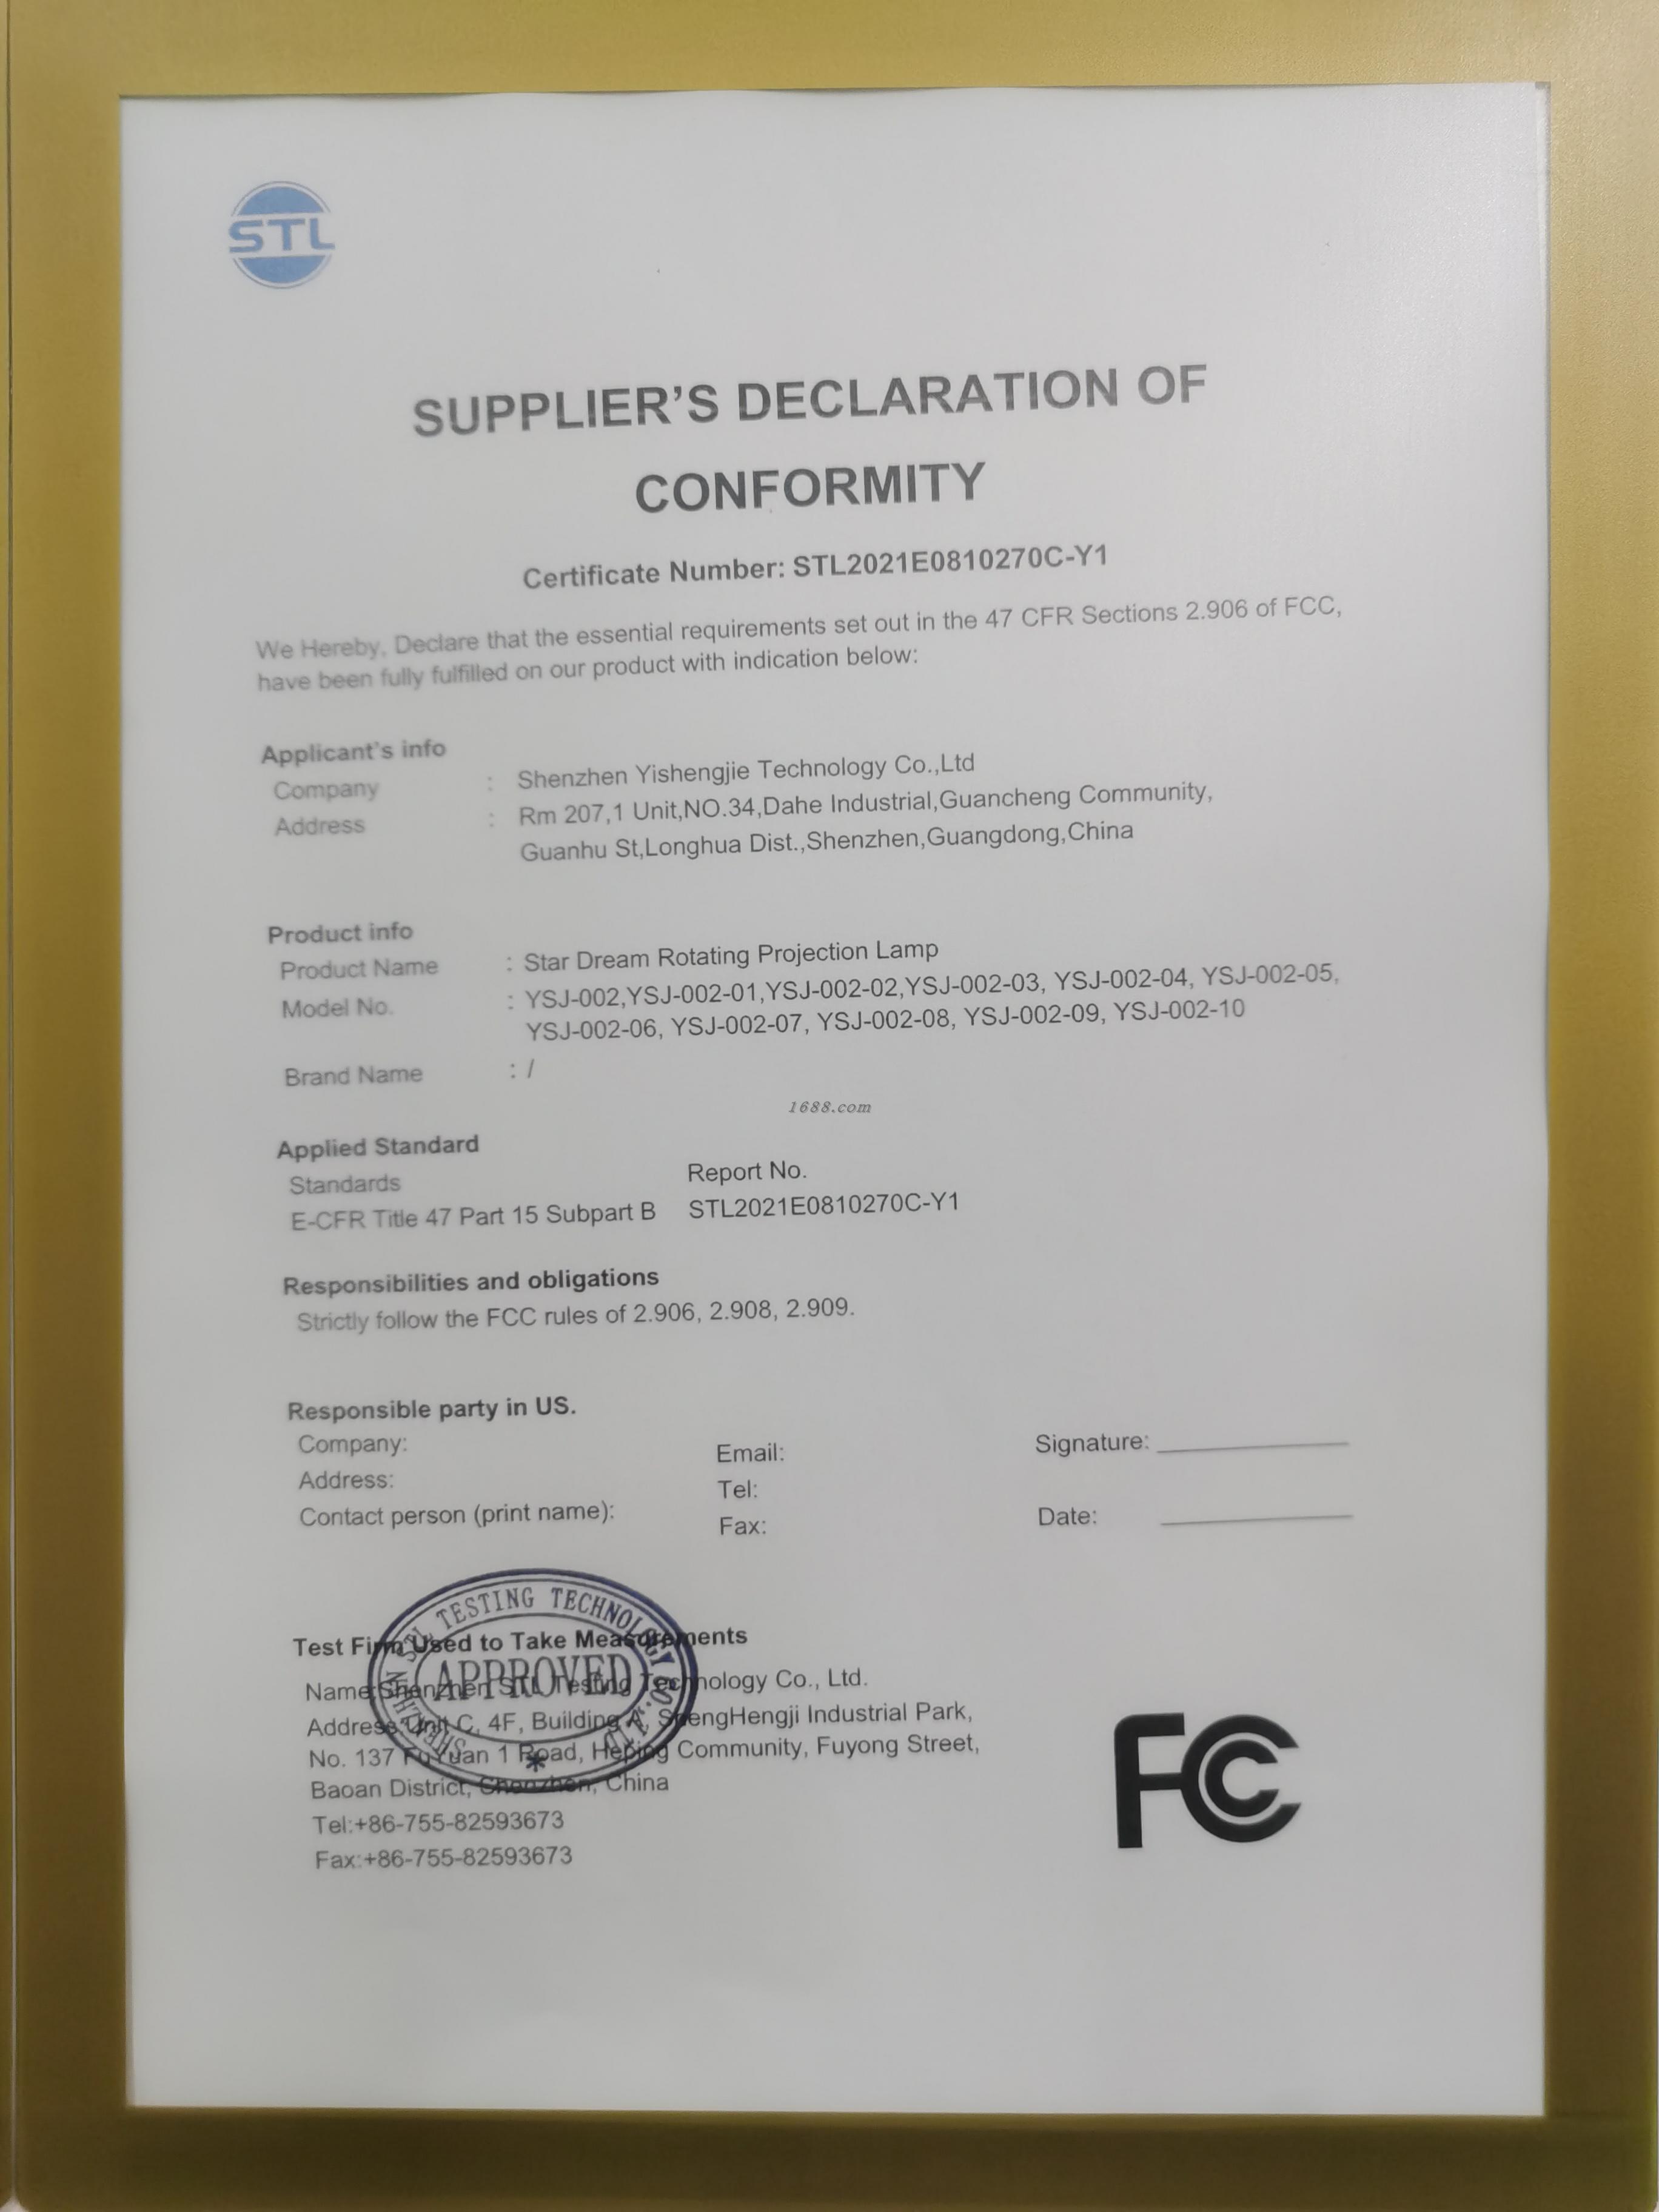 STL
SUPPLIER'S DECLARATION OF
CONFORMITY
Certificate Number: STL2021E0810270C-Y1
We Hereby, Declare that the essential requirements set out in the 47 CFR Sections 2.906 of FCC,
have been fully fulfilled on our product with indication below:
Applicant's info
Company : Shenzhen Yishengjie Technology Co.,Ltd
Address : Rm 207,1 Unit,NO.34,Dahe Industrial,Guancheng Community,
Guanhu St,Longhua Dist.,Shenzhen,Guangdong,China
Product info
Product Name : Star Dream Rotating Projection Lamp
Model No. : YSJ-002,YSJ-002-01,YSJ-002-02,YSJ-002-03, YSJ-002-04, YSJ-002-05,
YSJ-002-06, YSJ-002-07, YSJ-002-08, YSJ-002-09, YSJ-002-10
Brand Name : /
1688.com
Applied Standard
Standards Report No.
E-CFR Title 47 Part 15 Subpart B STL2021E0810270C-Y1
Responsibilities and obligations
Strictly follow the FCC rules of 2.906, 2.908, 2.909.
Responsible party in US.
Company: Email: Signature:
Address: Tel:
Contact person (print name): Fax: Date:
SHENZHEN STL TESTING TECHNOLOGY CO.,LTD
APPROVED
Test Firm Used to Take Measurements
Name:Shenzhen STL Testing Technology Co., Ltd.
Address:Unit C, 4F, Building A, ShengHengji Industrial Park,
No. 137 FuYuan 1 Road, Heping Community, Fuyong Street,
Baoan District, Shenzhen, China
Tel:+86-755-82593673
Fax:+86-755-82593673
FC